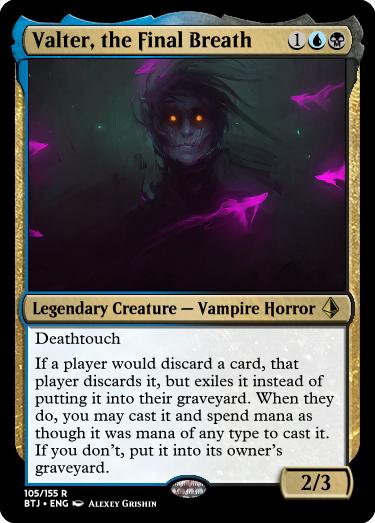 Valter, the Final Breath 1
Legendary Creature — Vampire Horror
Deathtouch
If a player would discard a card, that
player discards it, but exiles it instead of
putting it into their graveyard. When they
do, you may cast it and spend mana as
though it was mana of any type to cast it.
If you don't, put it into its owner's
graveyard.
2/3
105/155 R
BTJ • ENG Alexey Grishin